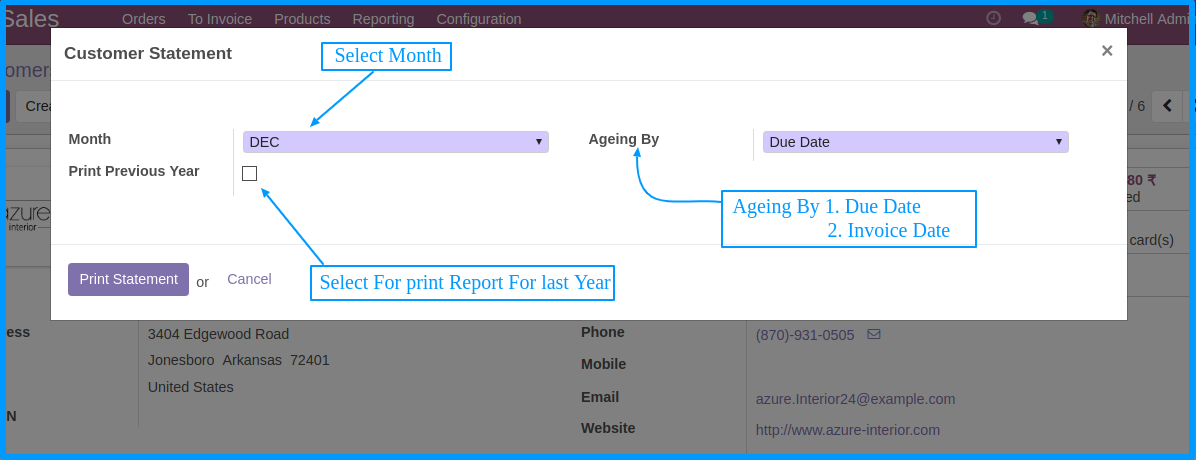 Sales Orders To Invoice Products Reporting Configuration 1 Mitchell Admi
Customer Statement ×
Select Month
Crea / 6
Month DEC Ageing By Due Date
Print Previous Year
80 ₹
Ageing By 1. Due Date
2. Invoice Date
azure
interior
card(s)
Print Statement or Cancel
Select For print Report For last Year
3404 Edgewood Road Phone (870)-931-0505
Jonesboro Arkansas 72401 Mobile
United States
Email azure.Interior24@example.com
Website http://www.azure-interior.com